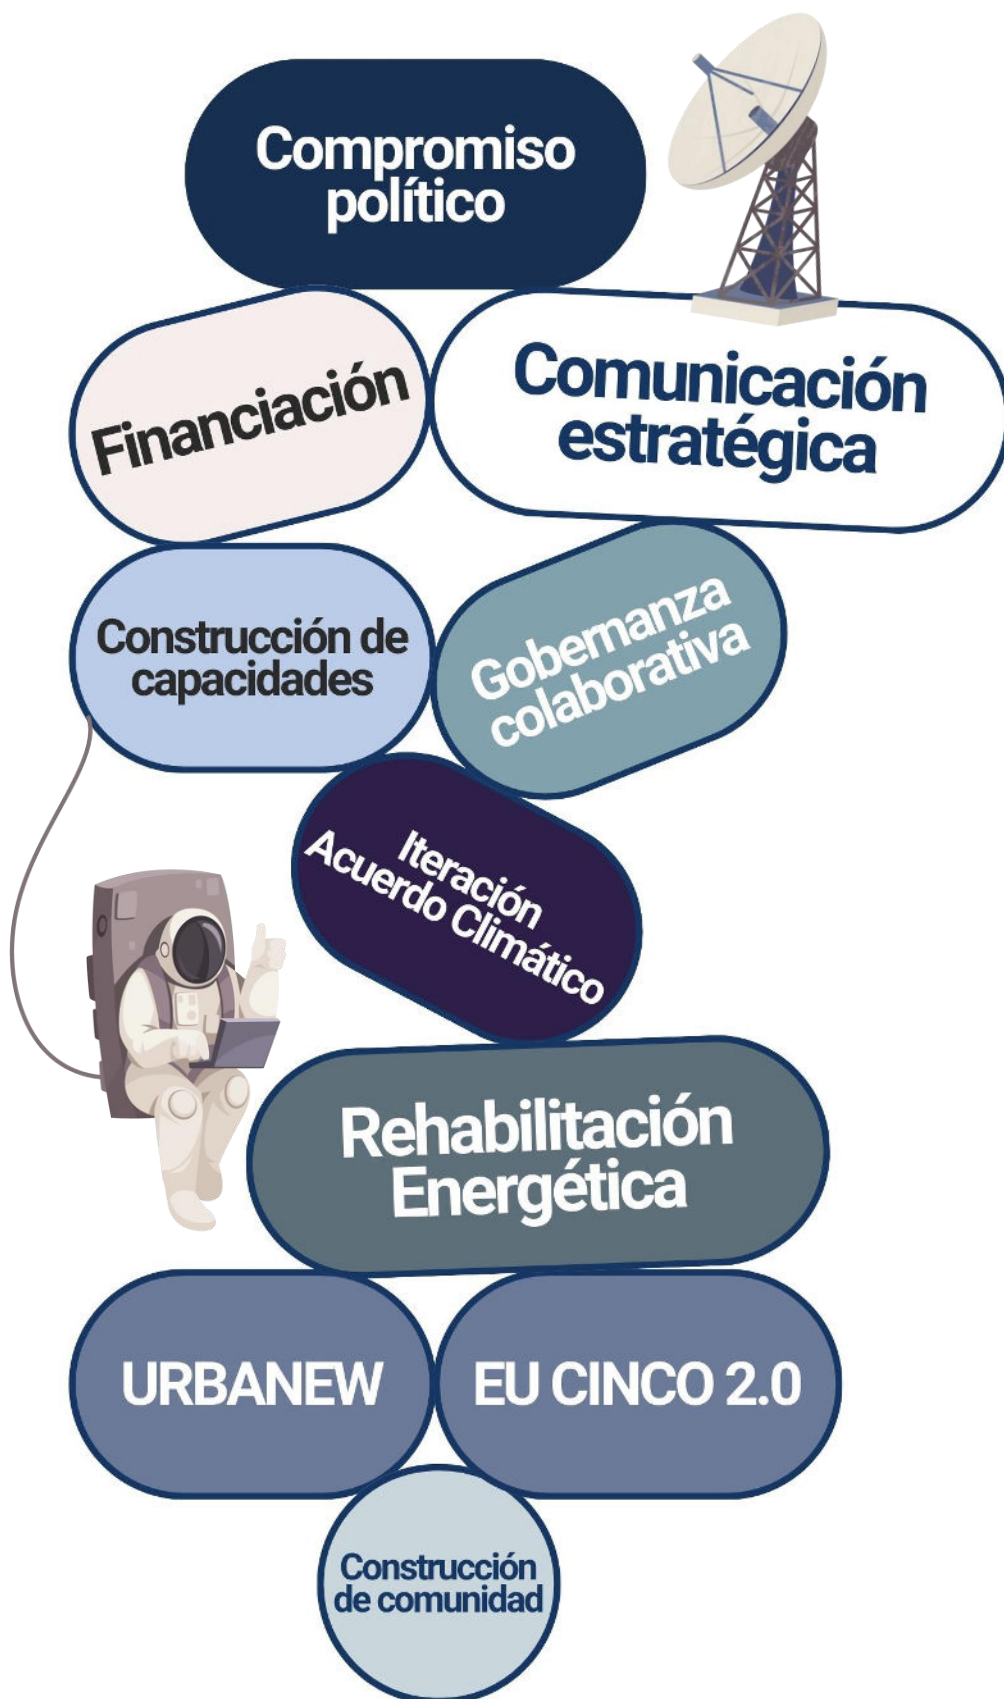 Compromiso
político
Financiación
Comunicación
estratégica
Construcción de
capacidades
Gobernanza
colaborativa
Iteración
Acuerdo Climático
Rehabilitación
Energética
URBANEW
EU CINCO 2.0
Construcción
de comunidad